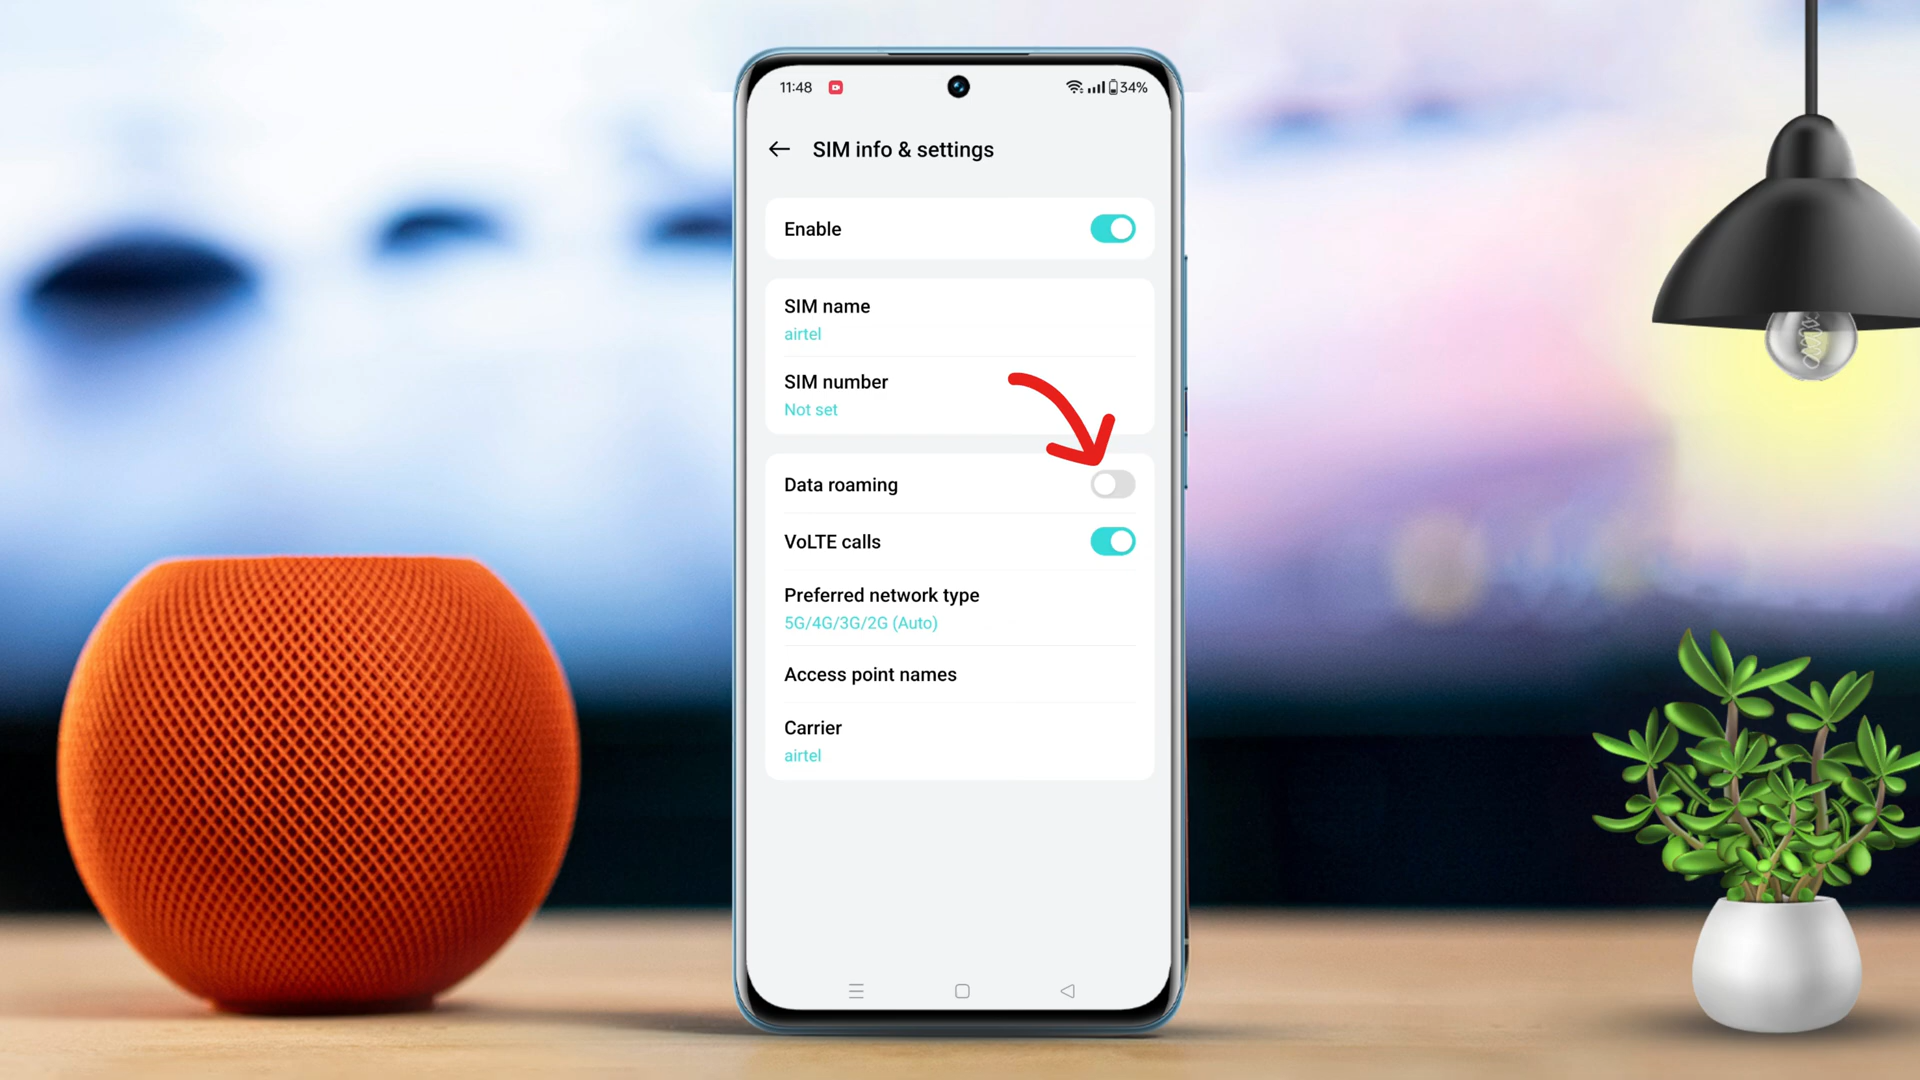 11:48 34%
SIM info & settings
Enable
SIM name
airtel
SIM number
Not set
Data roaming
VoLTE calls
Preferred network type
5G/4G/3G/2G (Auto)
Access point names
Carrier
airtel